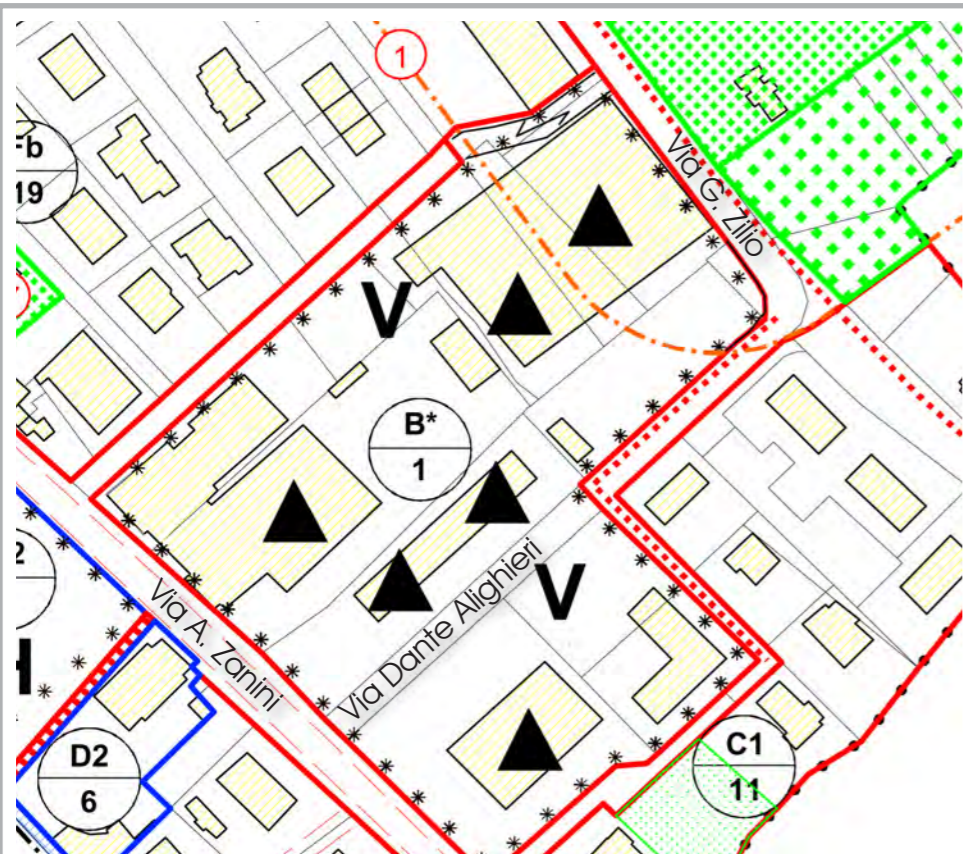 1
Via G. Zilio
Fb
19
V
B*
1
2
Via Dante Alighieri
V
Via A. Zanini
H
D2
6
C1
11